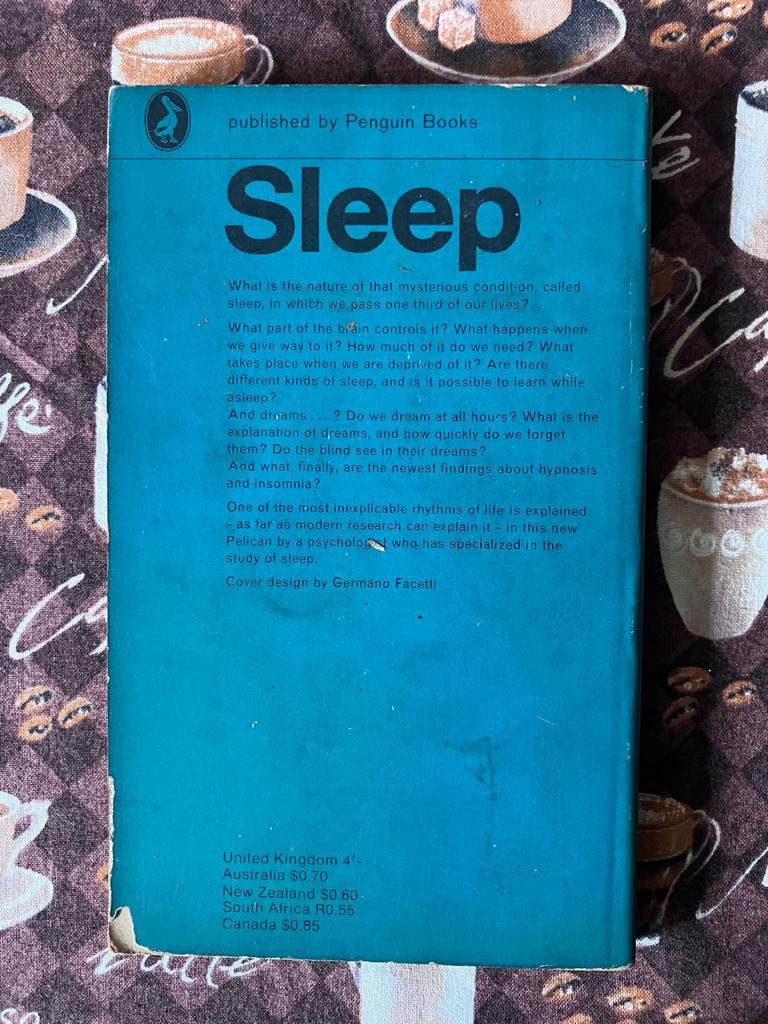 published by Penguin Books
Sleep
What is the nature of that mysterious condition, called
sleep, in which we pass one third of our lives?
What part of the brain controls it? What happens when
we give way to it? How much of it do we need? What
takes place when we are deprived of it? Are there
different kinds of sleep, and is it possible to learn while
asleep?
And dreams . . . ? Do we dream at all hours? What is the
explanation of dreams, and how quickly do we forget
them? Do the blind see in their dreams?
And what, finally, are the newest findings about hypnosis
and insomnia?
One of the most inexplicable rhythms of life is explained
– as far as modern research can explain it – in this new
Pelican by a psychologist who has specialized in the
study of sleep.
Cover design by Germano Facetti
United Kingdom 4/-
Australia $0.70
New Zealand $0.60
South Africa R0.55
Canada $0.85